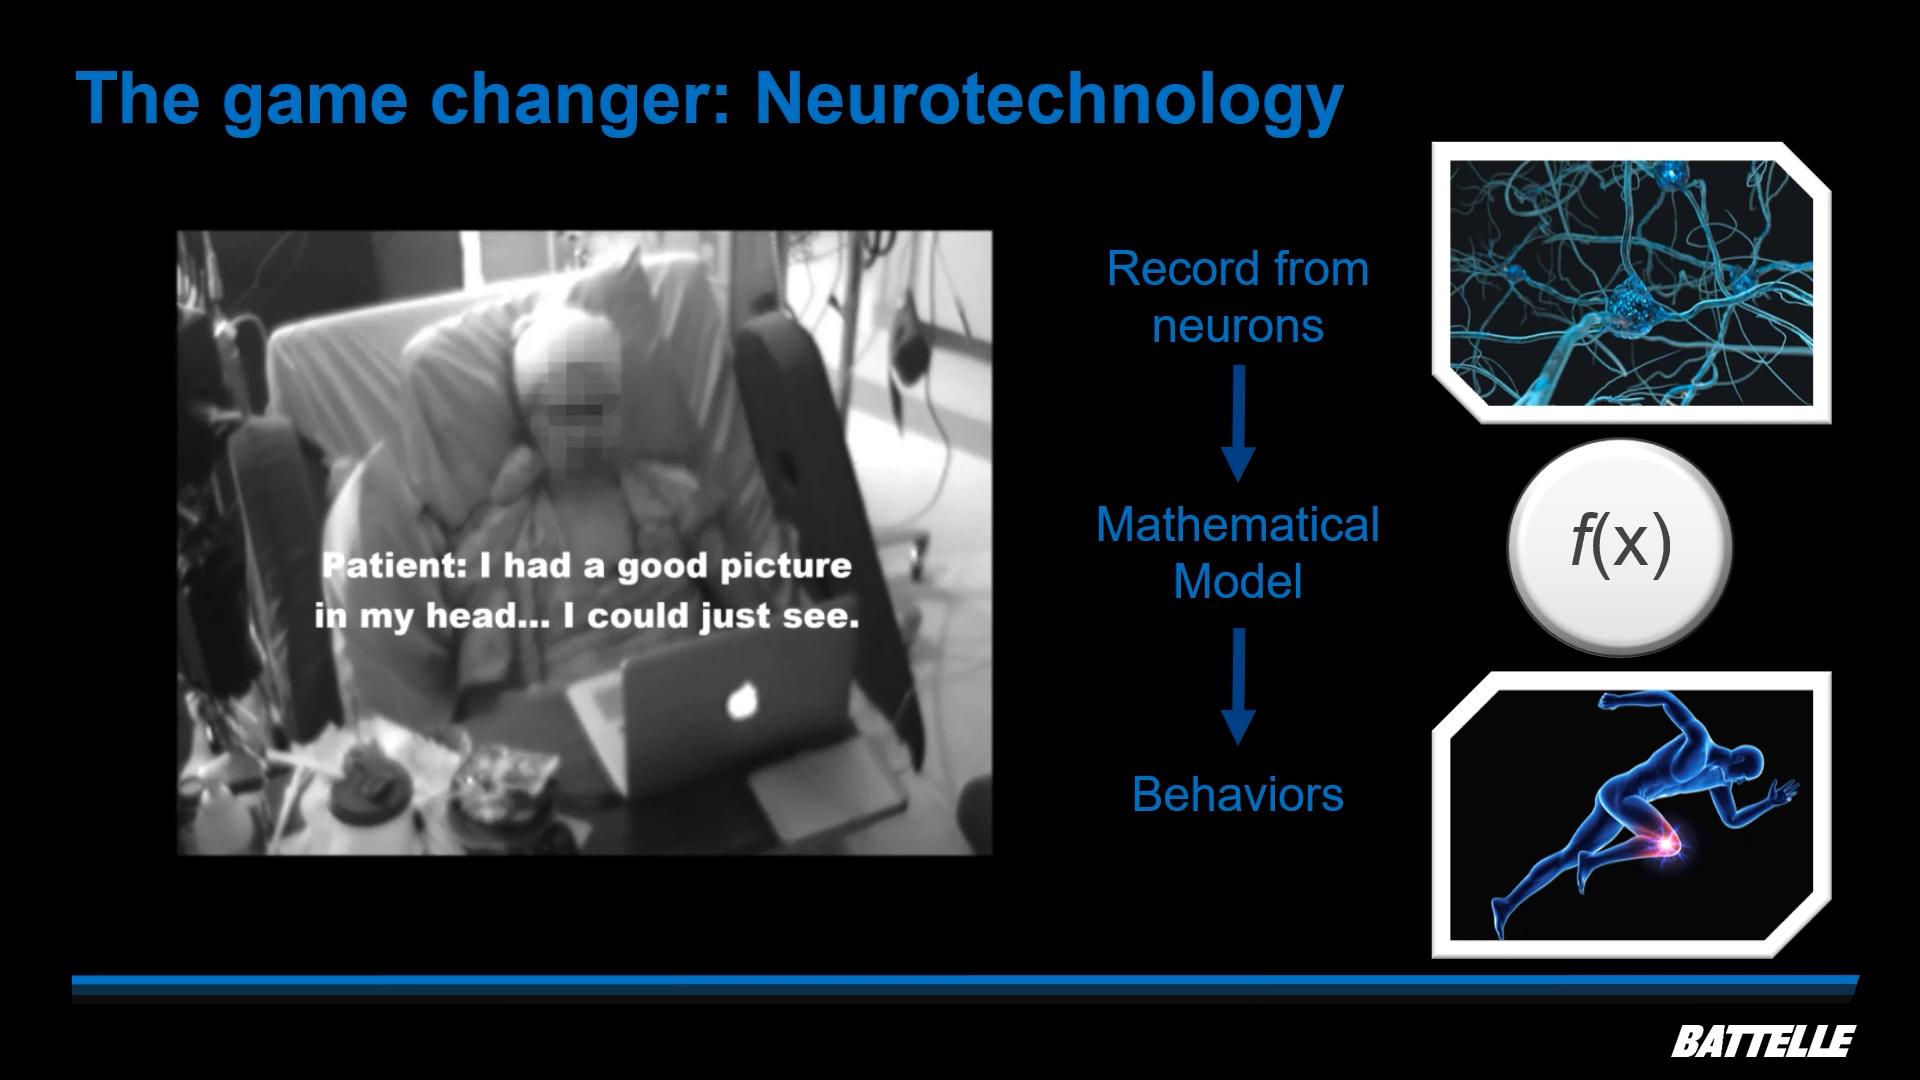 The game changer: Neurotechnology
Patient: I had a good picture
in my head... I could just see.
Record from
neurons
Mathematical
Model
Behaviors
f(x)
BATTELLE